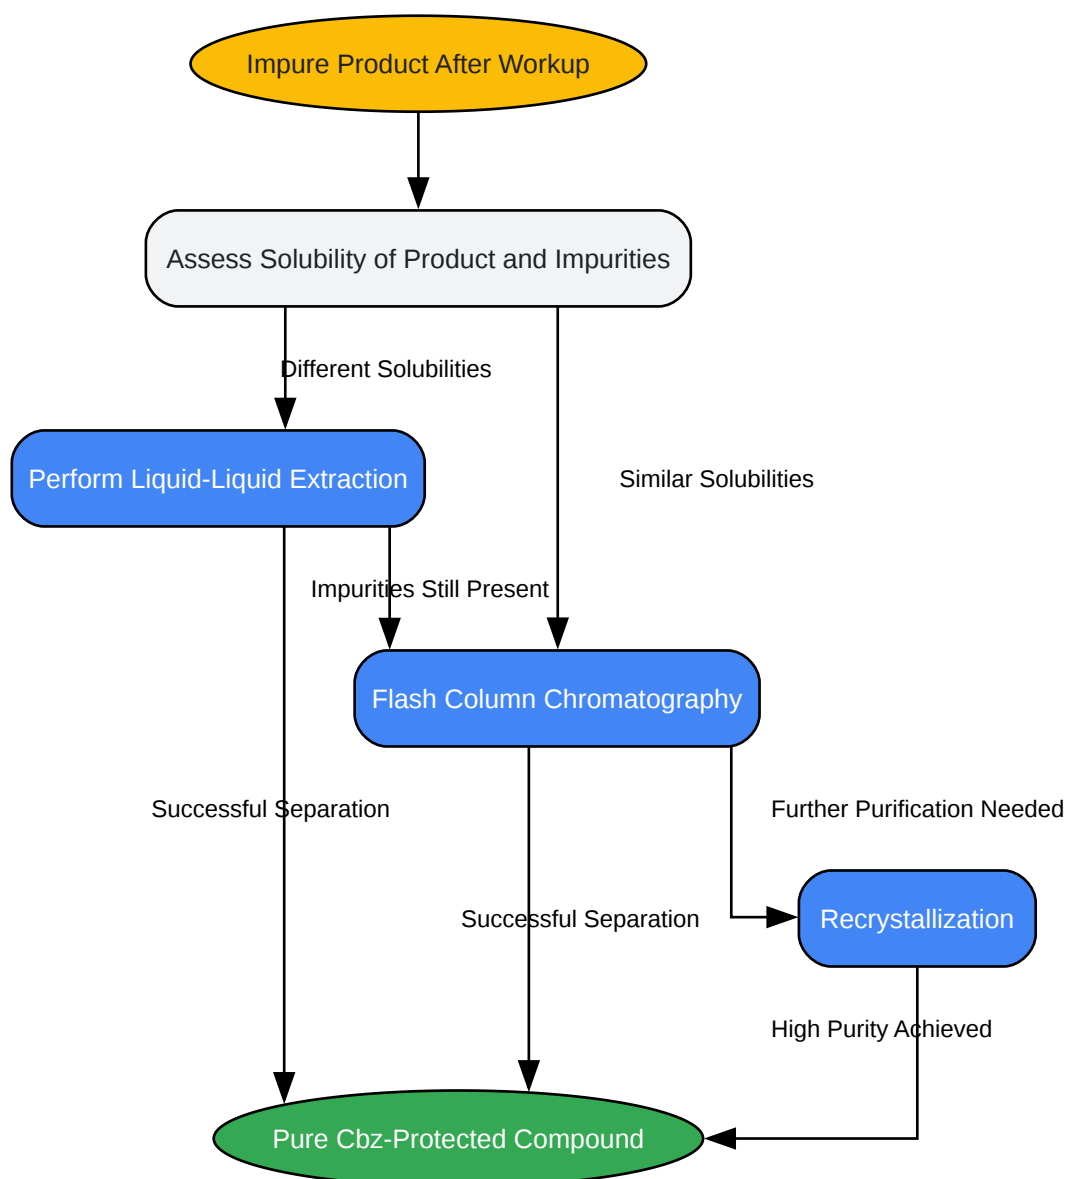 Impure Product After Workup
Assess Solubility of Product and Impurities
Different Solubilities
Perform Liquid-Liquid Extraction
Similar Solubilities
Impurities Still Present
Flash Column Chromatography
Successful Separation
Further Purification Needed
Successful Separation
Recrystallization
High Purity Achieved
Pure Cbz-Protected Compound